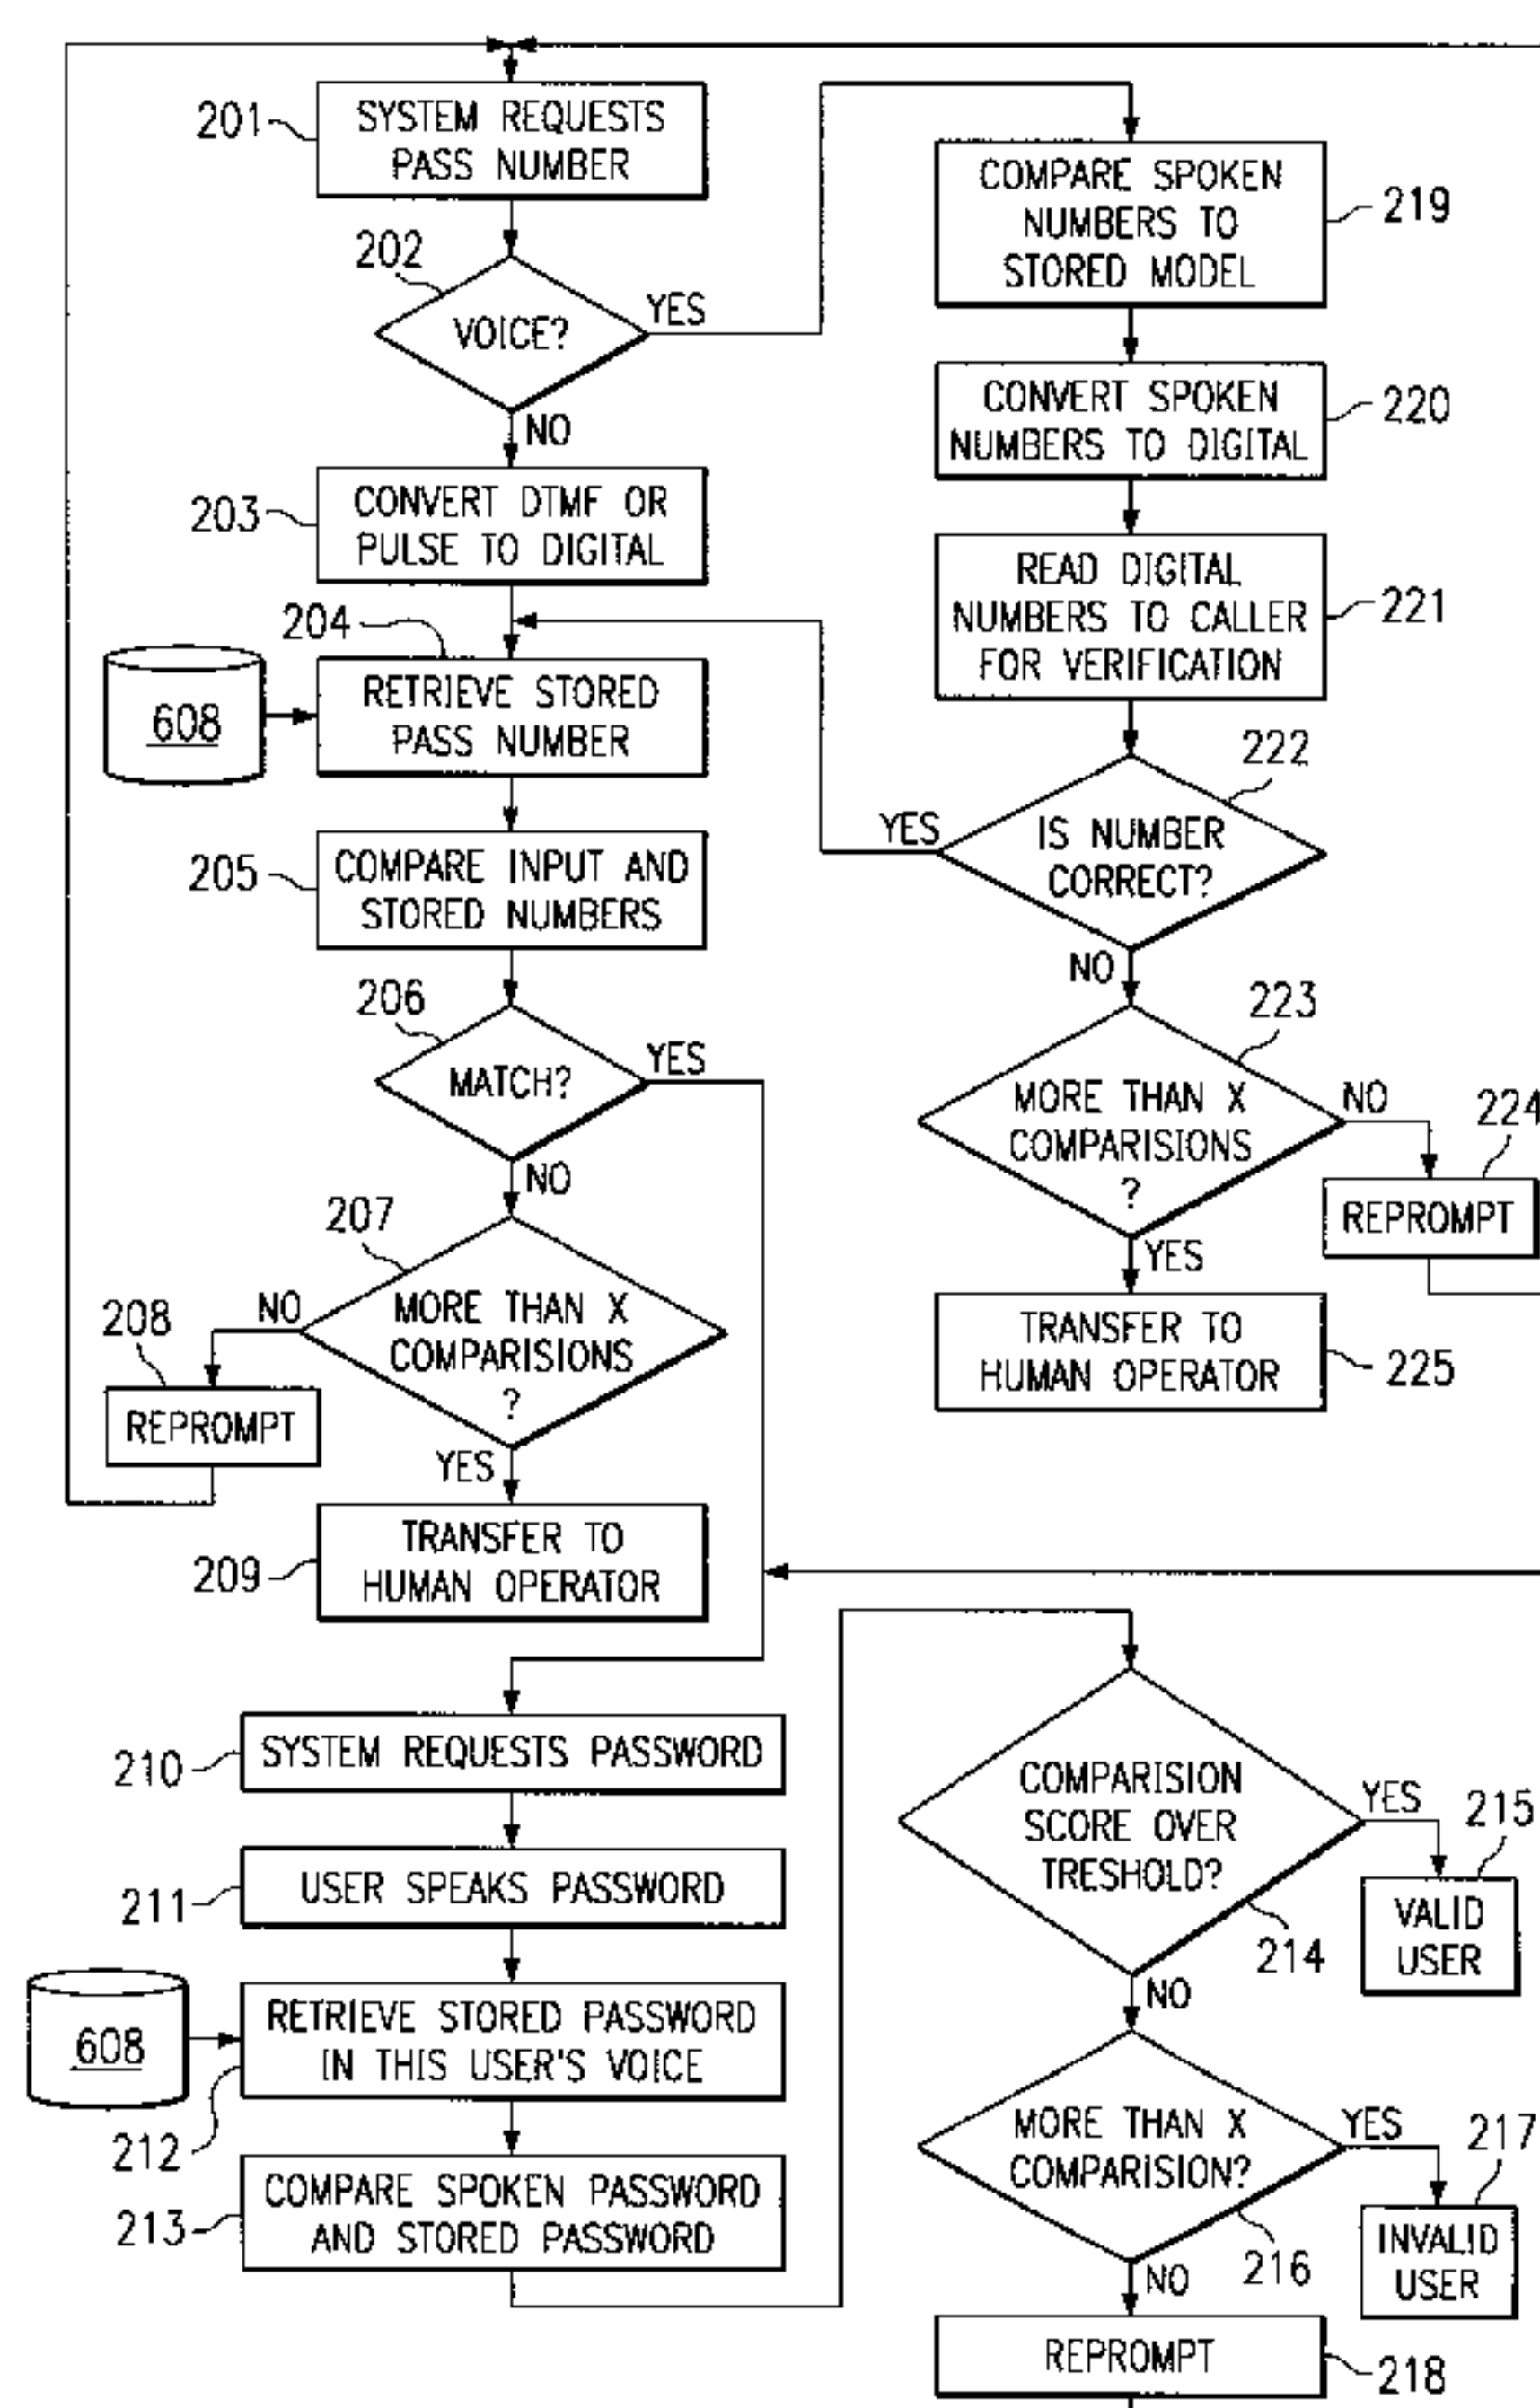 201
SYSTEM REQUESTS
PASS NUMBER
202
VOICE?
YES
NO
203
CONVERT DTMF OR
PULSE TO DIGITAL
204
608
RETRIEVE STORED
PASS NUMBER
205
COMPARE INPUT AND
STORED NUMBERS
206
MATCH?
YES
NO
207
MORE THAN X
COMPARISIONS
?
NO
208
REPROMPT
YES
209
TRANSFER TO
HUMAN OPERATOR
210
SYSTEM REQUESTS PASSWORD
211
USER SPEAKS PASSWORD
608
212
RETRIEVE STORED PASSWORD
IN THIS USER'S VOICE
213
COMPARE SPOKEN PASSWORD
AND STORED PASSWORD
COMPARE SPOKEN
NUMBERS TO
STORED MODEL
219
CONVERT SPOKEN
NUMBERS TO DIGITAL
220
READ DIGITAL
NUMBERS TO CALLER
FOR VERIFICATION
221
222
IS NUMBER
CORRECT?
YES
NO
223
MORE THAN X
COMPARISIONS
?
NO
224
REPROMPT
YES
TRANSFER TO
HUMAN OPERATOR
225
COMPARISION
SCORE OVER
TRESHOLD?
214
YES
215
VALID
USER
NO
MORE THAN X
COMPARISION?
216
YES
217
INVALID
USER
NO
REPROMPT
218